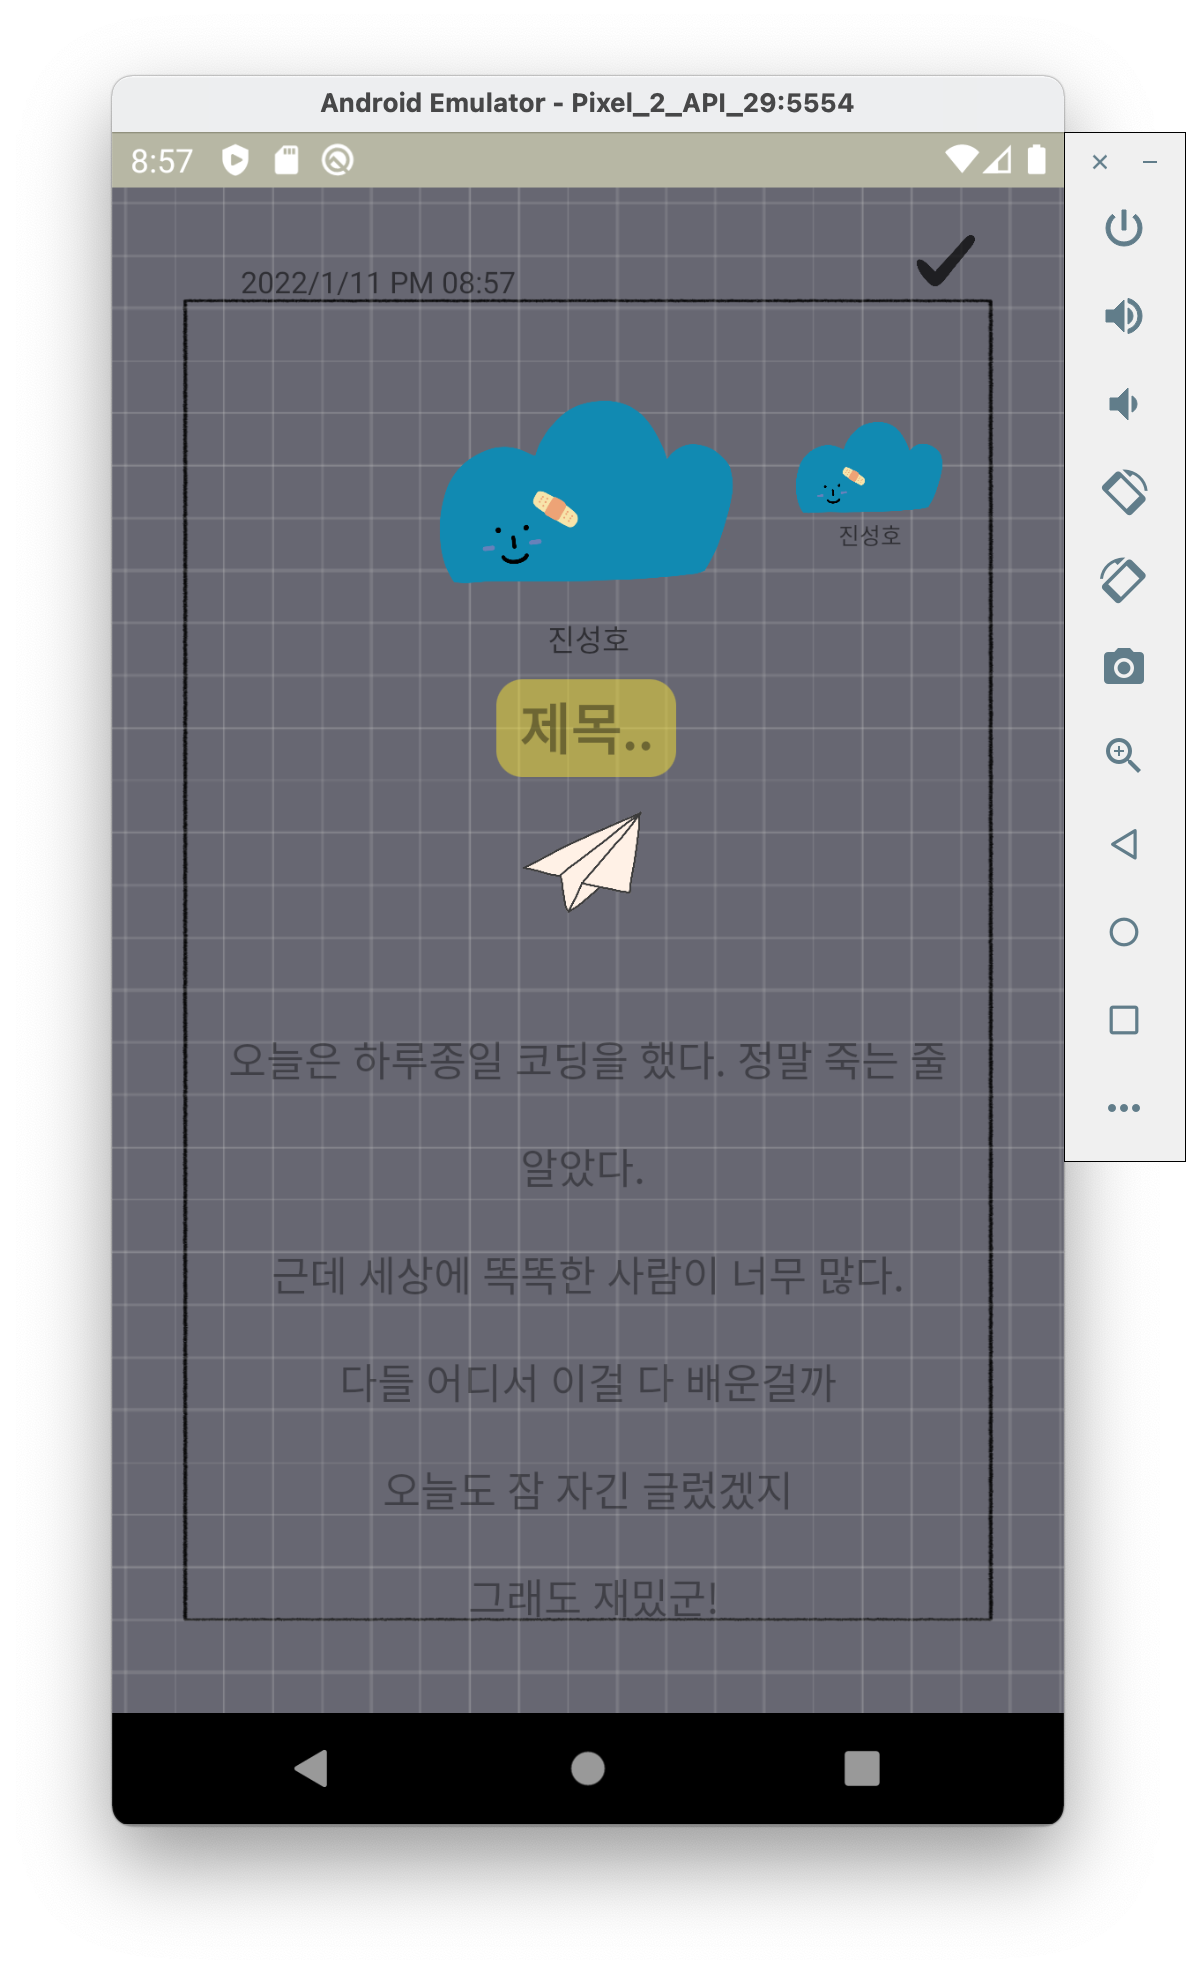 Android Emulator - Pixel_2_API_29:5554
8:57
2022/1/11 PM 08:57
진성호
진성호
제목..
오늘은 하루종일 코딩을 했다. 정말 죽는 줄
알았다.
근데 세상에 똑똑한 사람이 너무 많다.
다들 어디서 이걸 다 배운걸까
오늘도 잠 자긴 글렀겠지
그래도 재밌군!